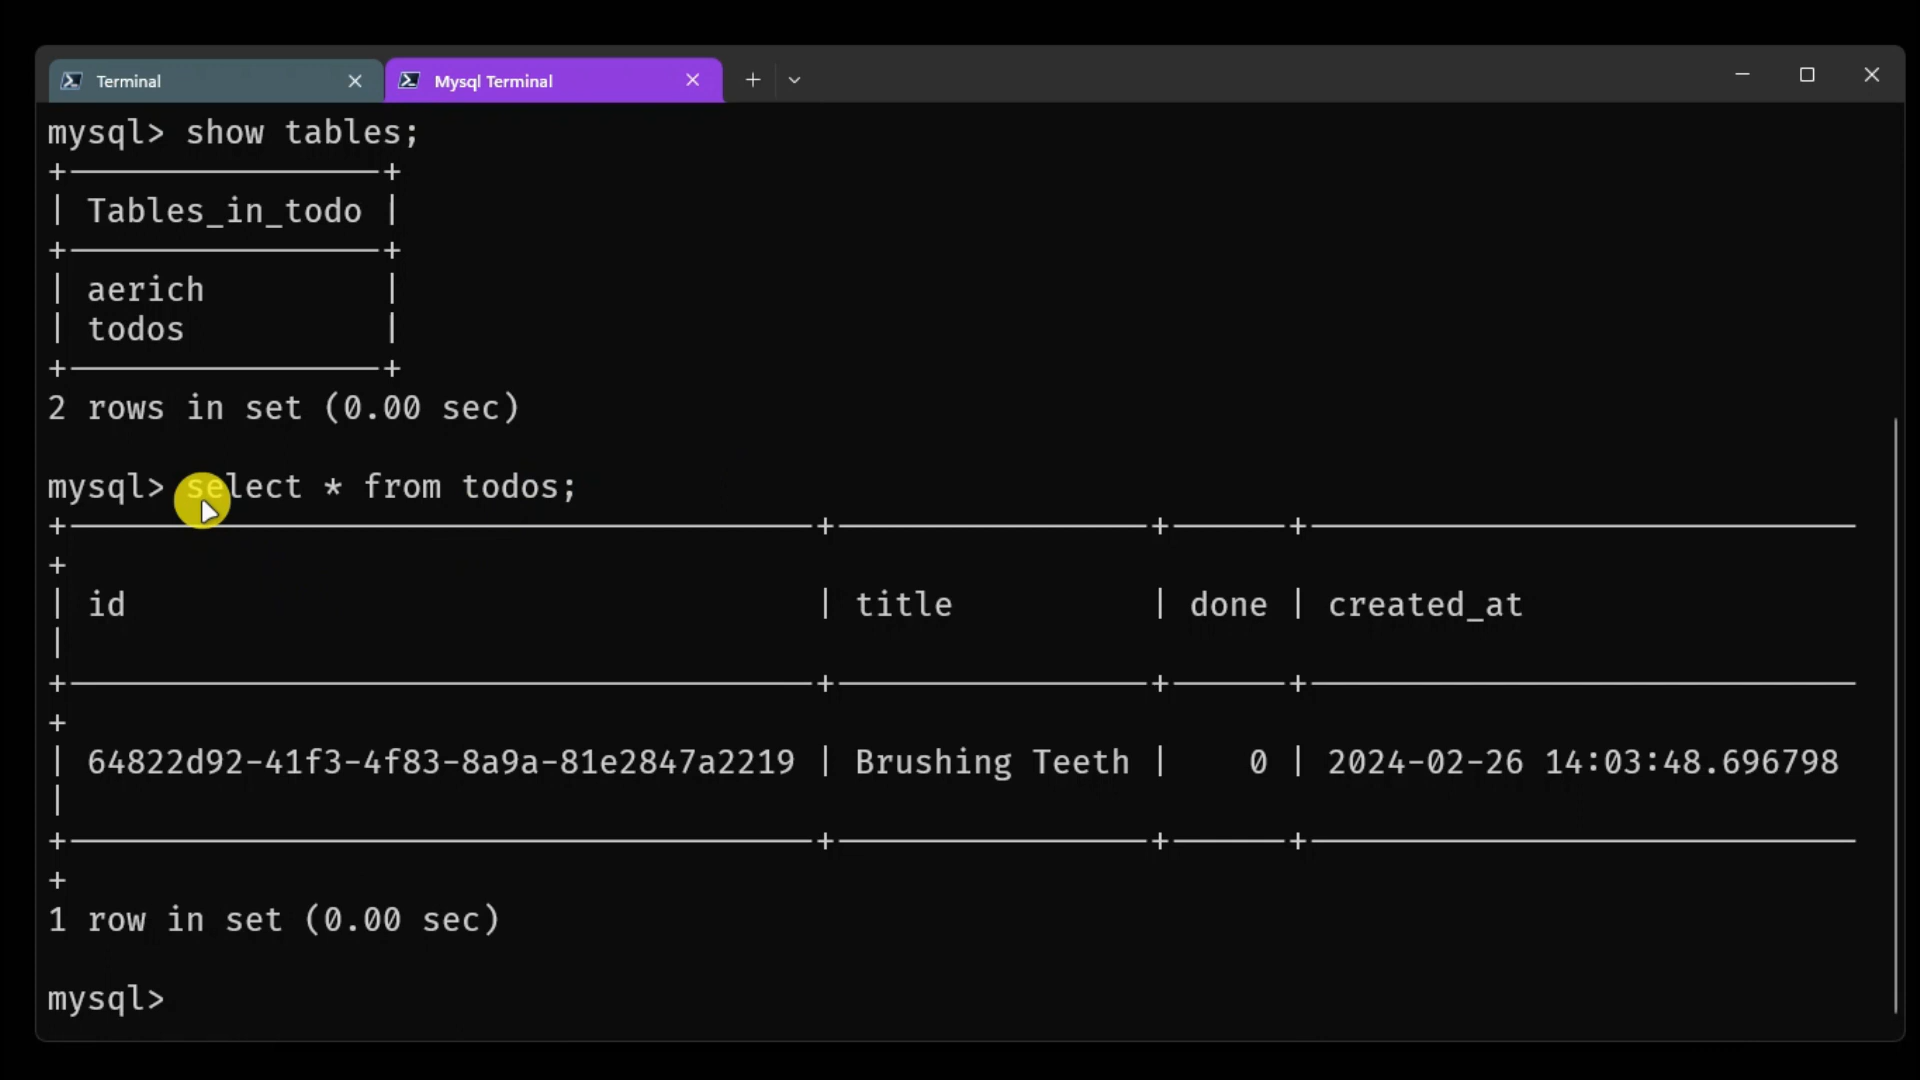 Terminal
Mysql Terminal
mysql> show tables;
| Tables_in_todo |
| aerich |
| todos |
2 rows in set (0.00 sec)
mysql> select * from todos;
| id | title | done | created_at
|
| 64822d92-41f3-4f83-8a9a-81e2847a2219 | Brushing Teeth | 0 | 2024-02-26 14:03:48.696798
|
1 row in set (0.00 sec)
mysql>